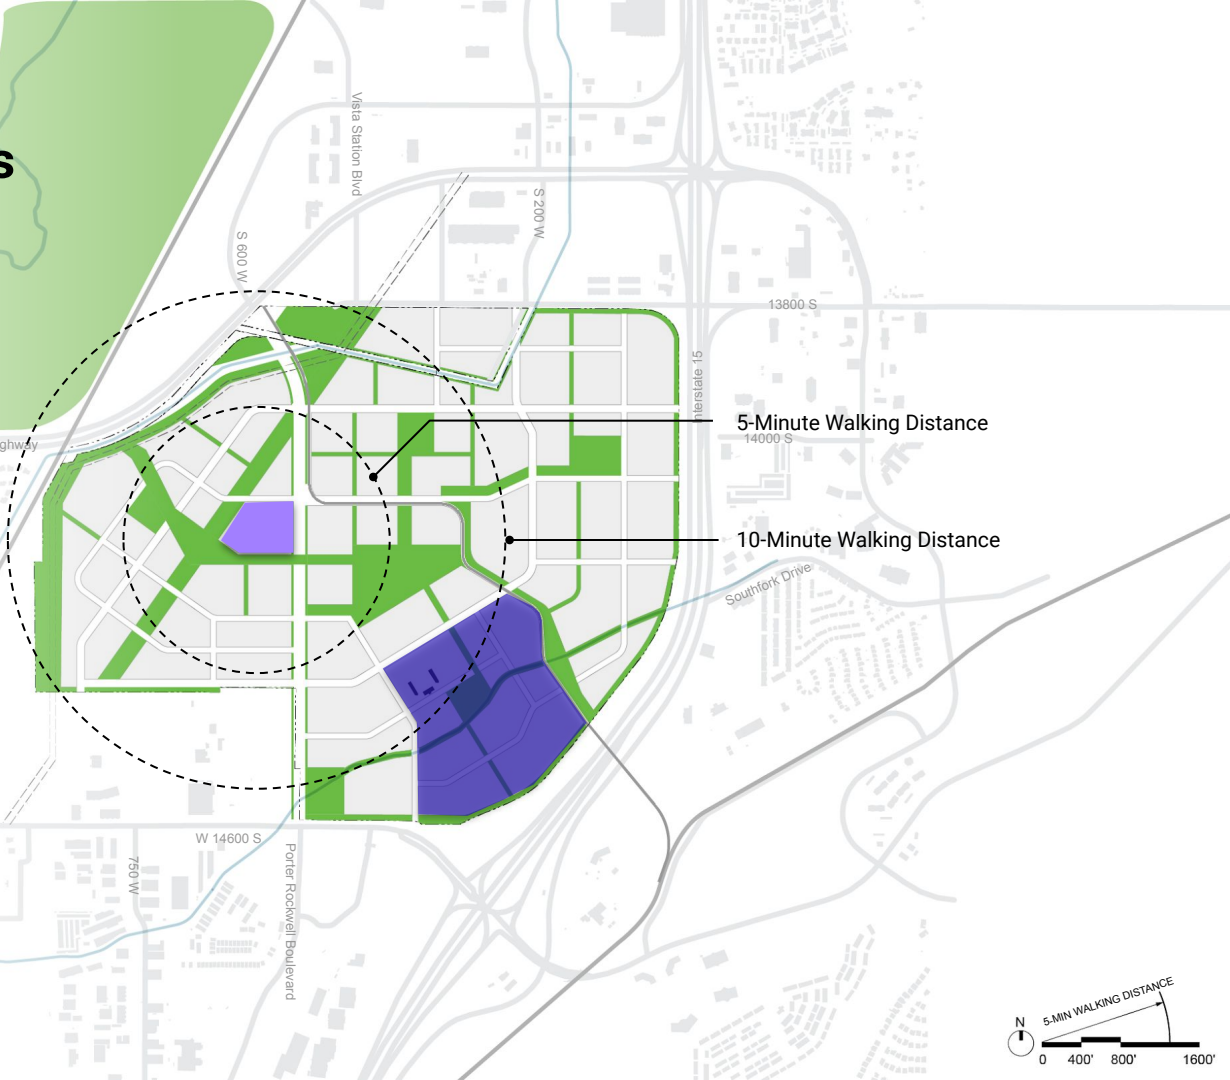 s
Vista Station Blvd
S 200 W
S 600 W
13800 S
Interstate 15
5-Minute Walking Distance
14000 S
ghway
10-Minute Walking Distance
Southfork Drive
W 14600 S
750 W
Porter Rockwell Boulevard
5-MIN WALKING DISTANCE
N
0 400' 800' 1600'